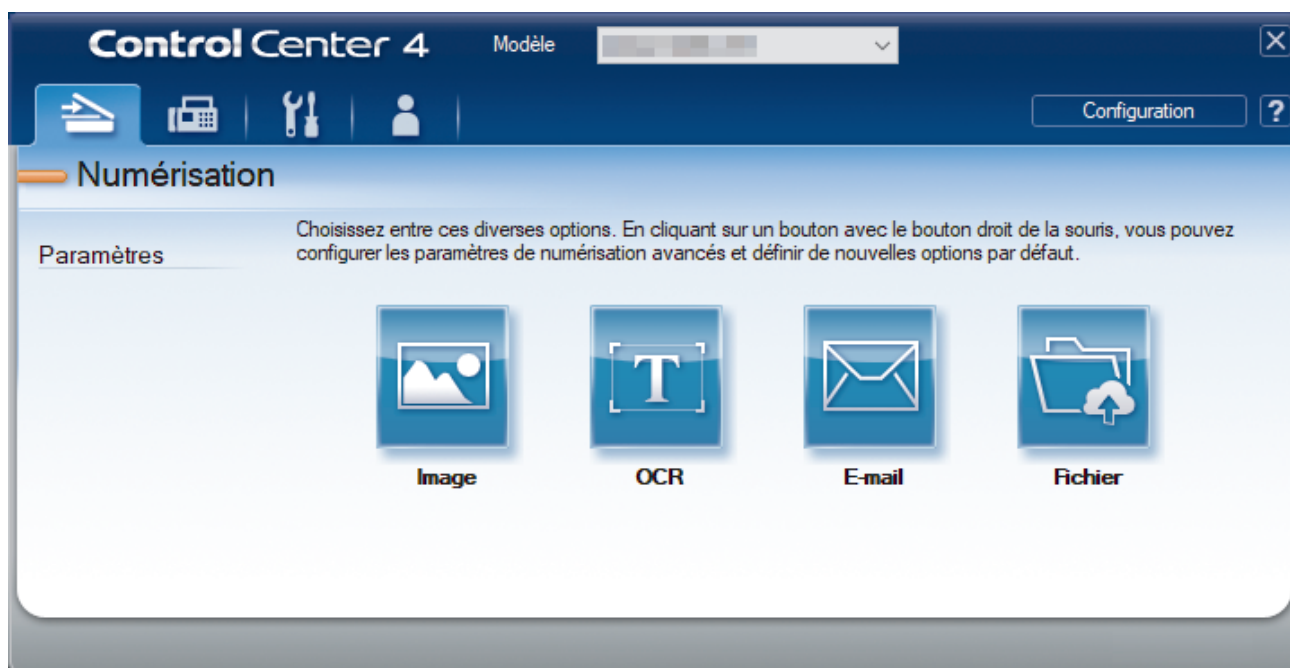 Control Center 4
Modèle
Configuration
?
Numérisation
Paramètres
Choisissez entre ces diverses options. En cliquant sur un bouton avec le bouton droit de la souris, vous pouvez
configurer les paramètres de numérisation avancés et définir de nouvelles options par défaut.
T
Image
OCR
E-mail
Fichier